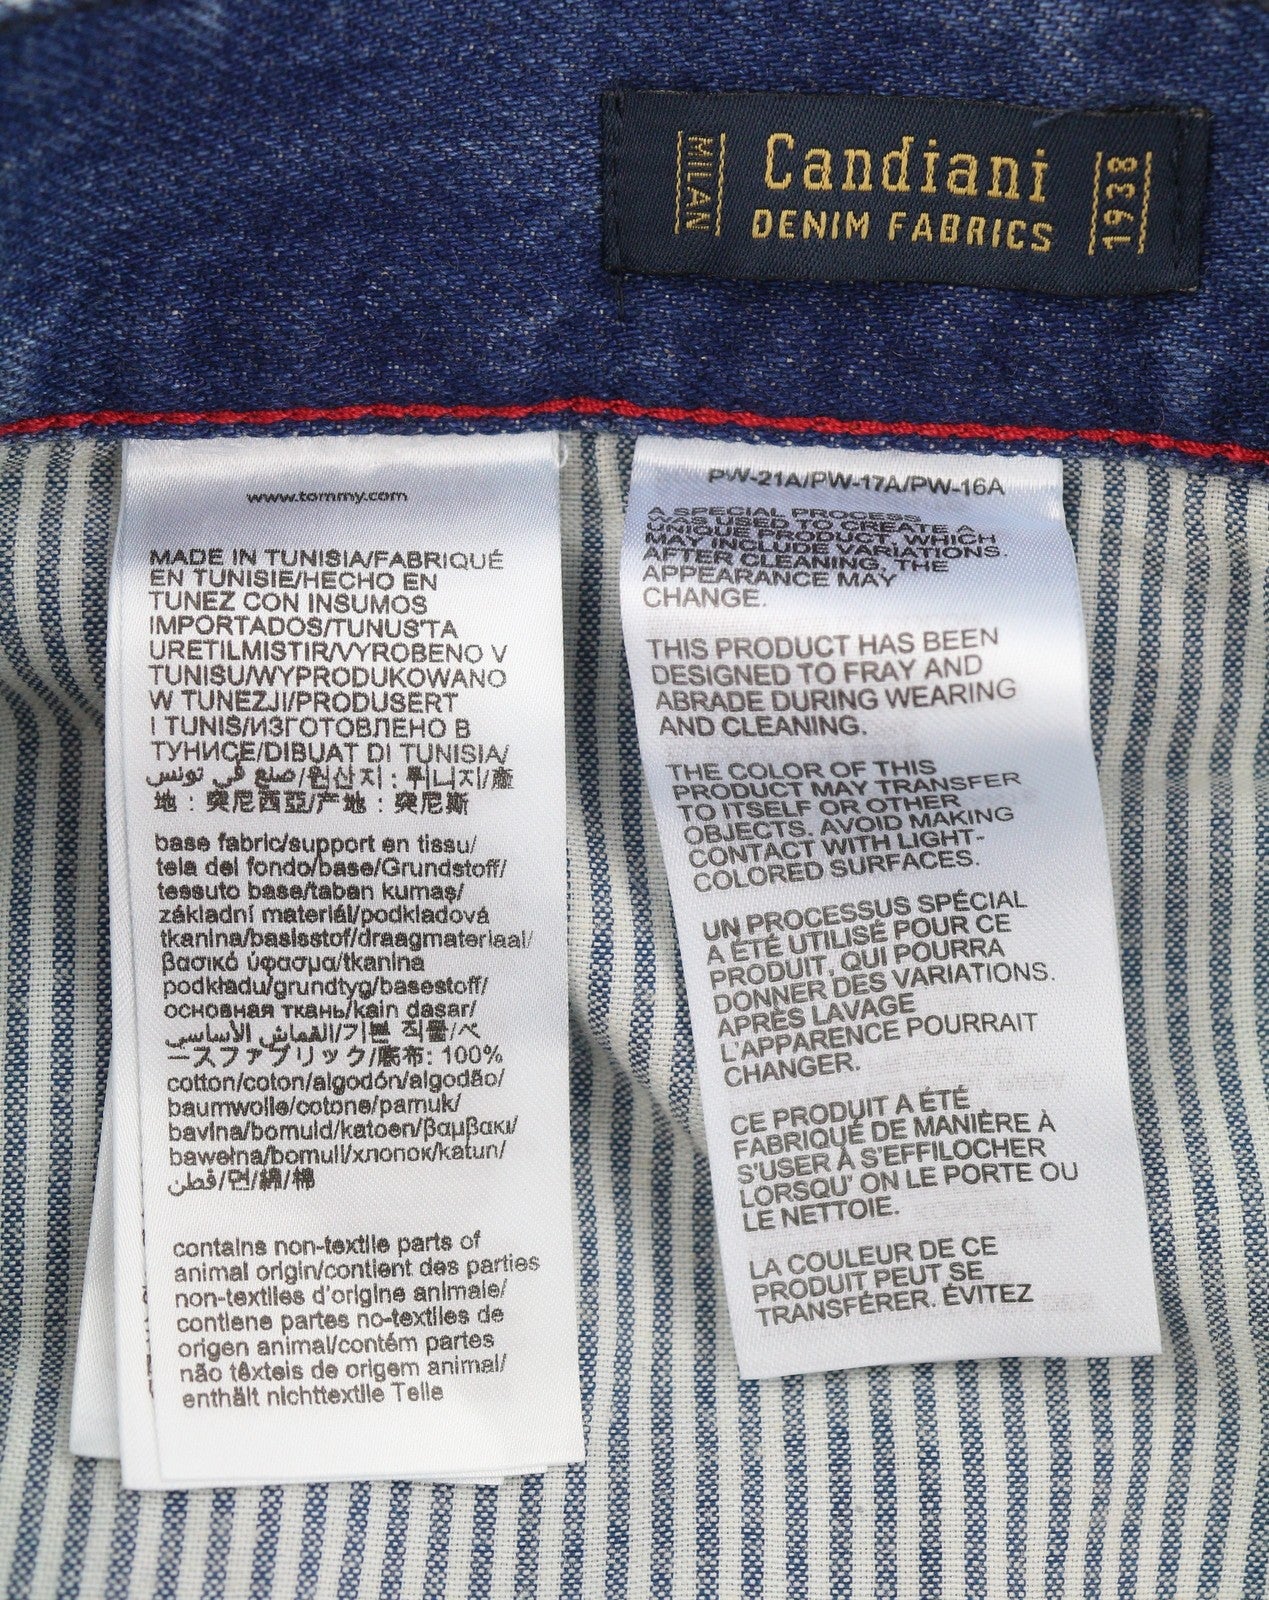 MILAN
Candiani
DENIM FABRICS
1938
www.tommy.com
MADE IN TUNISIA/FABRIQUÉ
EN TUNISIE/HECHO EN
TUNEZ CON INSUMOS
IMPORTADOS/TUNUS'TA
URETILMISTIR/VYROBENO V
TUNISU/WYPRODUKOWANO
W TUNEZJI/PRODUSERT
I TUNIS/ИЗГОТОВЛЕНО В
ТУНИСЕ/DIBUAT DI TUNISIA/
صنع في تونس/원산지 : 튀니지/產
地 : 突尼西亞/产地 : 突尼斯
base fabric/support en tissu/
tela del fondo/base/Grundstoff/
tessuto base/taban kumaş/
základní materiál/podkladová
tkanina/basisstof/draagmateriaal/
βασικό ύφασμα/tkanina
podkładu/grundtyg/basestoff/
основная ткань/kain dasar/
القماش الأساسي/기본 직물/ベ
ースファブリック/底布: 100%
cotton/coton/algodón/algodão/
baumwolle/cotone/pamuk/
bavlna/bomuld/katoen/βαμβακι/
bawełna/bomull/хлопок/katun/
قطن/면/綿/棉
contains non-textile parts of
animal origin/contient des parties
non-textiles d'origine animale/
contiene partes no-textiles de
origen animal/contém partes
não têxteis de origem animal/
enthält nichttextile Teile
PW-21A/PW-17A/PW-16A
A SPECIAL PROCESS
WAS USED TO CREATE A
UNIQUE PRODUCT, WHICH
MAY INCLUDE VARIATIONS.
AFTER CLEANING, THE
APPEARANCE MAY
CHANGE.
THIS PRODUCT HAS BEEN
DESIGNED TO FRAY AND
ABRADE DURING WEARING
AND CLEANING.
THE COLOR OF THIS
PRODUCT MAY TRANSFER
TO ITSELF OR OTHER
OBJECTS. AVOID MAKING
CONTACT WITH LIGHT-
COLORED SURFACES.
UN PROCESSUS SPÉCIAL
A ÉTÉ UTILISÉ POUR CE
PRODUIT, QUI POURRA
DONNER DES VARIATIONS.
APRÈS LAVAGE
L'APPARENCE POURRAIT
CHANGER.
CE PRODUIT A ÉTÉ
FABRIQUÉ DE MANIÈRE À
S'USER À S'EFFILOCHER
LORSQU' ON LE PORTE OU
LE NETTOIE.
LA COULEUR DE CE
PRODUIT PEUT SE
TRANSFÉRER. ÉVITEZ